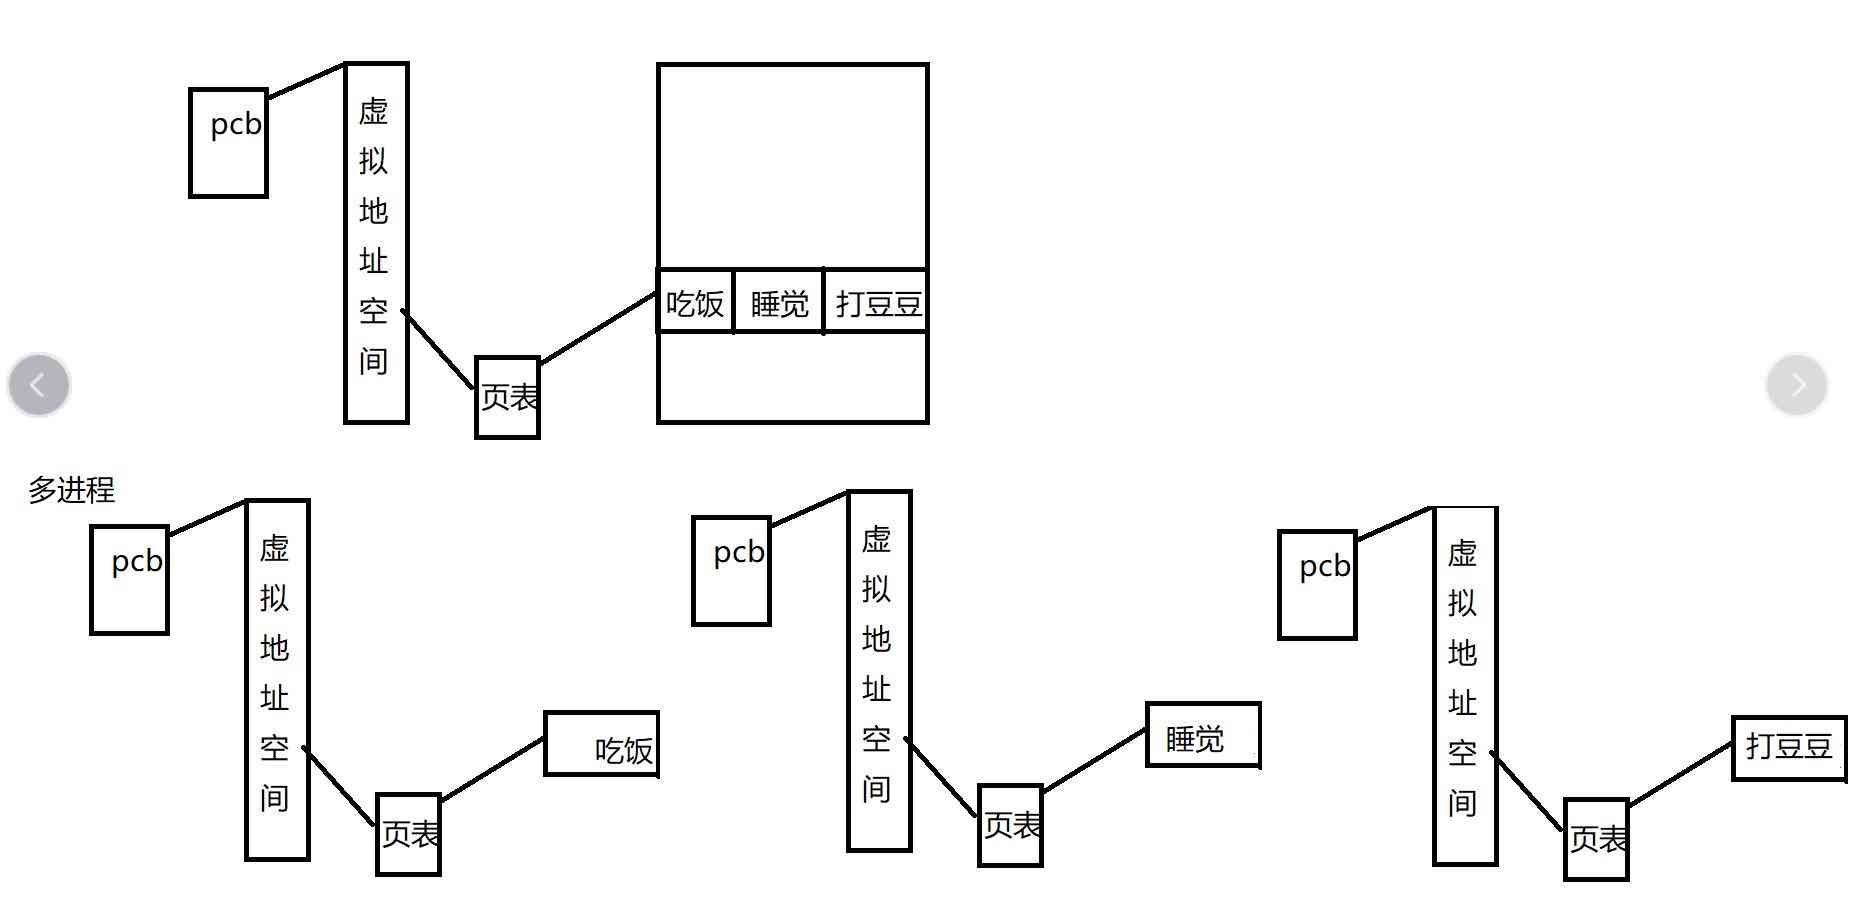 pcb
虚拟地址空间
页表
吃饭
睡觉
打豆豆
多进程
pcb
虚拟地址空间
页表
吃饭
pcb
虚拟地址空间
页表
睡觉
pcb
虚拟地址空间
页表
打豆豆